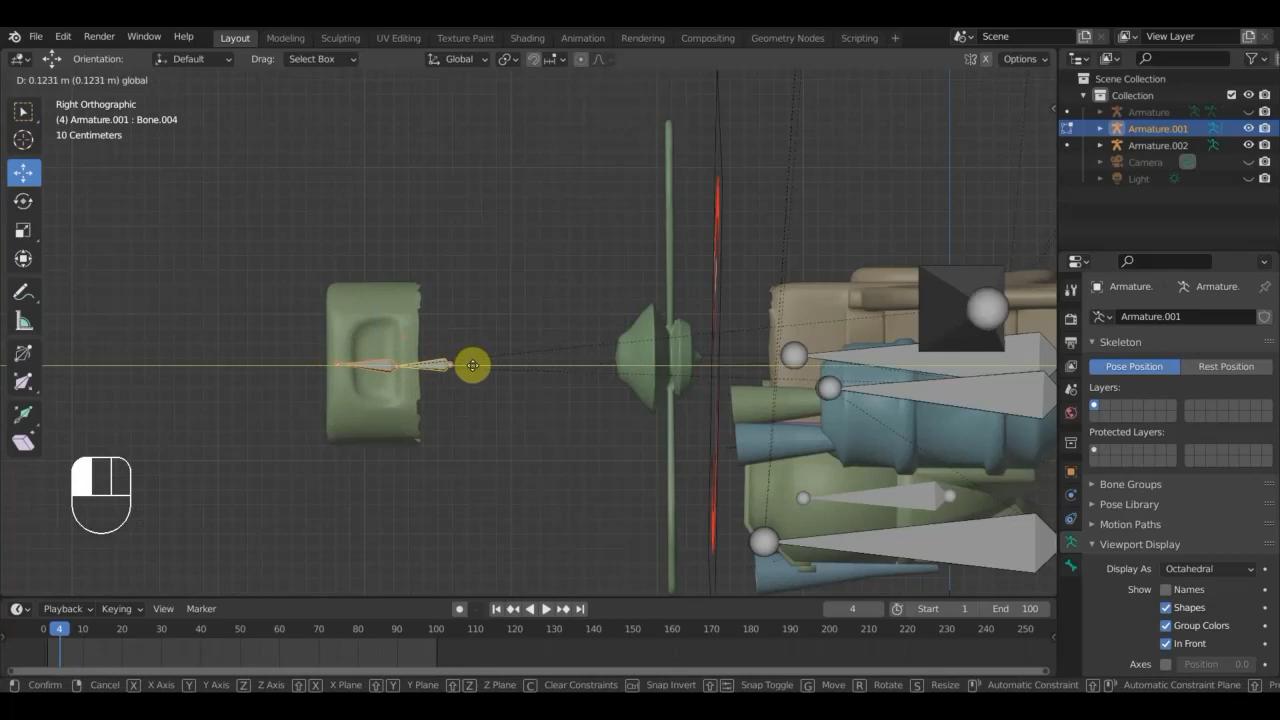 File Edit Render Window Help Layout Modeling Sculpting UV Editing Texture Paint Shading Animation Rendering Compositing Geometry Nodes Scripting + Scene View Layer
Orientation: Default Drag: Select Box Global X Options
D: 0.1231 m (0.1231 m) global
Right Orthographic
(4) Armature.001 : Bone.004
10 Centimeters
Scene Collection
Collection
Armature
Armature.001
Armature.002
Camera
Light
Armature. Armature.
Armature.001
Skeleton
Pose Position Rest Position
Layers:
Protected Layers:
Bone Groups
Pose Library
Motion Paths
Viewport Display
Display As Octahedral
Show Names
Shapes
Group Colors
In Front
Axes Position 0.0
Playback Keying View Marker 4 Start 1 End 100
0 4 10 20 30 40 50 60 70 80 90 100 110 120 130 140 150 160 170 180 190 200 210 220 230 240 250
Confirm Cancel X X Axis Y Y Axis Z Z Axis X X Plane Y Y Plane Z Z Plane C Clear Constraints Ctrl Snap Invert Snap Toggle G Move R Rotate S Resize Automatic Constraint Automatic Constraint Plane